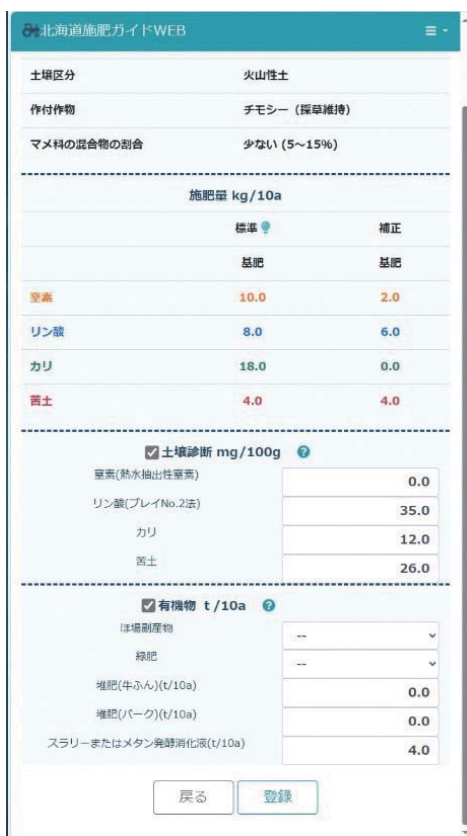 北海道施肥ガイドWEB
土壌区分 火山性土
作付作物 チモシー（採草維持）
マメ科の混合物の割合 少ない (5～15%)
施肥量 kg/10a
標準 補正
基肥 基肥
窒素 10.0 2.0
リン酸 8.0 6.0
カリ 18.0 0.0
苦土 4.0 4.0
土壌診断 mg/100g ?
窒素(熱水抽出性窒素) 0.0
リン酸(ブレイNo.2法) 35.0
カリ 12.0
苦土 26.0
有機物 t /10a ?
ほ場副産物 --
緑肥 --
堆肥(牛ふん)(t/10a) 0.0
堆肥(バーク)(t/10a) 0.0
スラリーまたはメタン発酵消化液(t/10a) 4.0
戻る 登録